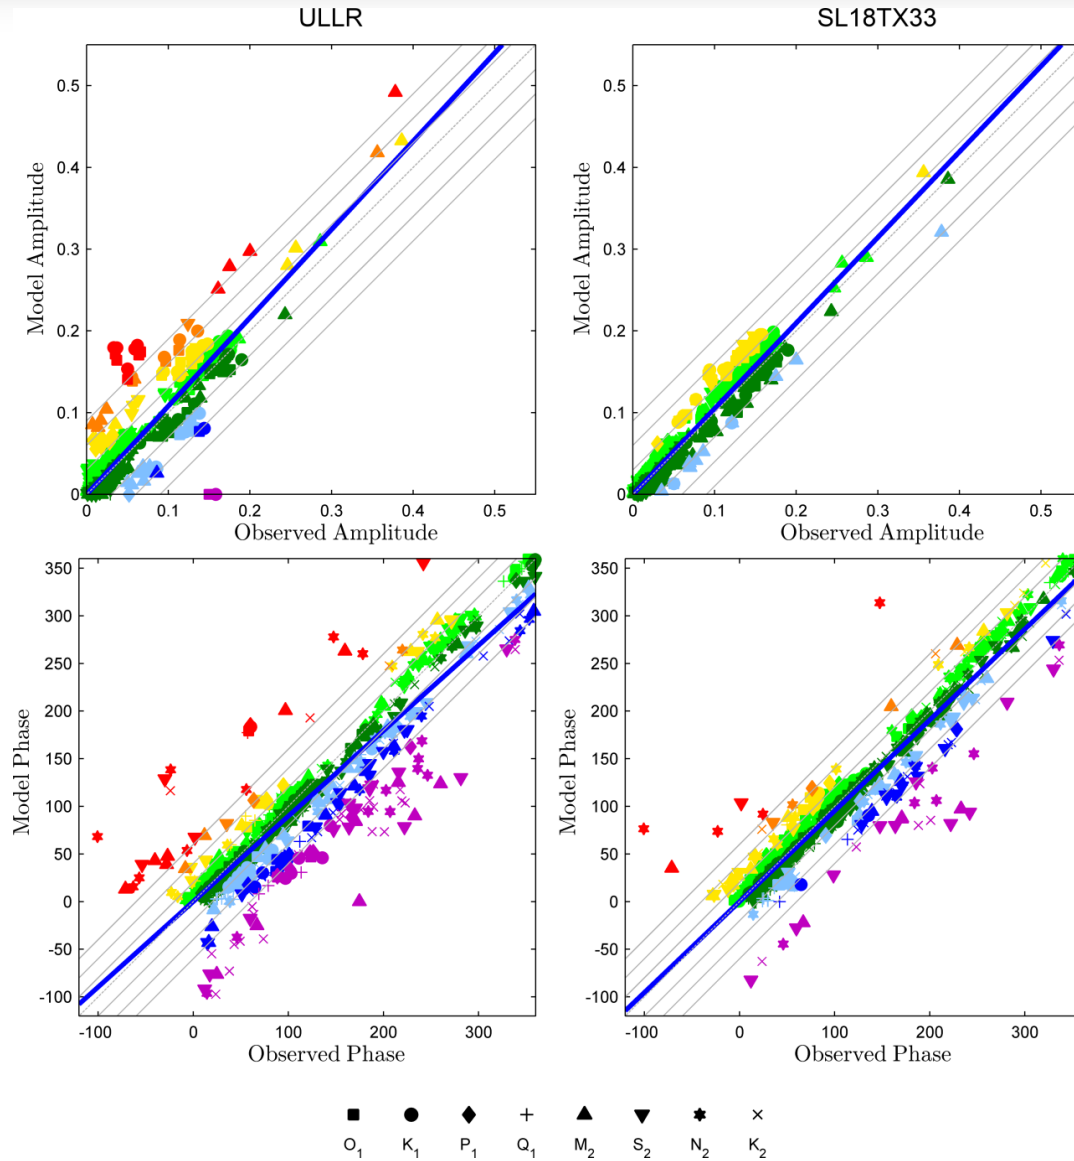 ULLR SL18TX33
0.5 0.5
0.4 0.4
0.3 0.3
0.2 0.2
0.1 0.1
0 0
Model Amplitude Model Amplitude
0 0.1 0.2 0.3 0.4 0.5 0 0.1 0.2 0.3 0.4 0.5
Observed Amplitude Observed Amplitude
350 350
300 300
250 250
200 200
150 150
100 100
50 50
0 0
-50 -50
-100 -100
Model Phase Model Phase
-100 0 100 200 300 -100 0 100 200 300
Observed Phase Observed Phase
O1 K1 P1 Q1 M2 S2 N2 K2